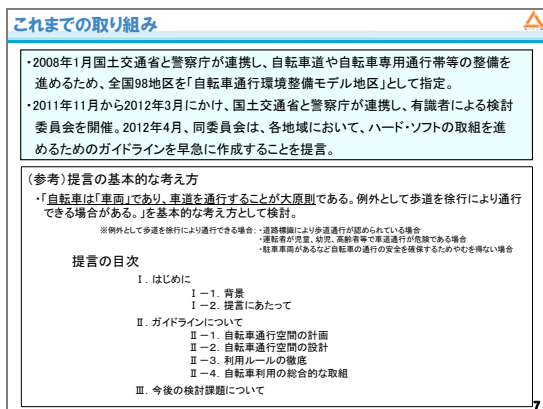 これまでの取り組み
・2008年1月国土交通省と警察庁が連携し、自転車道や自転車専用通行帯等の整備を
進めるため、全国98地区を「自転車通行環境整備モデル地区」として指定。
・2011年11月から2012年3月にかけ、国土交通省と警察庁が連携し、有識者による検討
委員会を開催。2012年4月、同委員会は、各地域において、ハード・ソフトの取組を進
めるためのガイドラインを早急に作成することを提言。
(参考)提言の基本的な考え方
・「自転車は「車両」であり、車道を通行することが大原則である。例外として歩道を徐行により通行
できる場合がある。」を基本的な考え方として検討。
※例外として歩道を徐行により通行できる場合:・道路標識により歩道通行が認められている場合
・運転者が児童、幼児、高齢者等で車道通行が危険である場合
・駐車車両があるなど自転車の通行の安全を確保するためやむを得ない場合
提言の目次
Ⅰ. はじめに
Ⅰ-1. 背景
Ⅰ-2. 提言にあたって
Ⅱ. ガイドラインについて
Ⅱ-1. 自転車通行空間の計画
Ⅱ-2. 自転車通行空間の設計
Ⅱ-3. 利用ルールの徹底
Ⅱ-4. 自転車利用の総合的な取組
Ⅲ. 今後の検討課題について
7